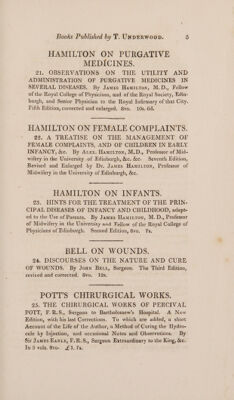 Books Published by T. UNDERWOOD. 5
HAMILTON ON PURGATIVE
MEDICINES.
21. OBSERVATIONS ON THE UTILITY AND
ADMINISTRATION OF PURGATIVE MEDICINES IN
SEVERAL DISEASES. By JAMES HAMILTON, M. D., Fellow
of the Royal College of Physicians, and of the Royal Society, Edin-
burgh, and Senior Physician to the Royal Infirmary of that City.
Fifth Edition, corrected and enlarged. 8vo. 10s. 6d.
HAMILTON ON FEMALE COMPLAINTS.
22. A TREATISE ON THE MANAGEMENT OF
FEMALE COMPLAINTS, AND OF CHILDREN IN EARLY
INFANCY, &c. By ALEX. HAMILTON, M.D., Professor of Mid-
wifery in the University of Edinburgh, &c. &c. Seventh Edition,
Revised and Enlarged by Dr. JAMES HAMILTON, Professor of
Midwifery in the University of Edinburgh, &c.
HAMILTON ON INFANTS.
23. HINTS FOR THE TREATMENT OF THE PRIN-
CIPAL DISEASES OF INFANCY AND CHILDHOOD, adapt-
ed to the Use of Parents. By JAMES HAMILTON, M. D., Professor
of Midwifery in the University and Fellow of the Royal College of
Physicians of Edinburgh. Second Edition, 8vo. 7s.
BELL ON WOUNDS.
24. DISCOURSES ON THE NATURE AND CURE
OF WOUNDS. By JOHN BELL, Surgeon. The Third Edition,
revised and corrected. 8vo. 12s.
POTT'S CHIRURGICAL WORKS.
25. THE CHIRURGICAL WORKS OF PERCIVAL
POTT, F. R. S., Surgeon to Bartholomew's Hospital. A NEW
Edition, with his last Corrections. To which are added, a short
Account of the Life of the Author, a Method of Curing the Hydro-
cele by Injection, and occasional Notes and Observations. By
Sir JAMES EARLE, F. R. S., Surgeon Extraordinary to the King, &c.
In 3 vols. 8vo. £1. 7s.